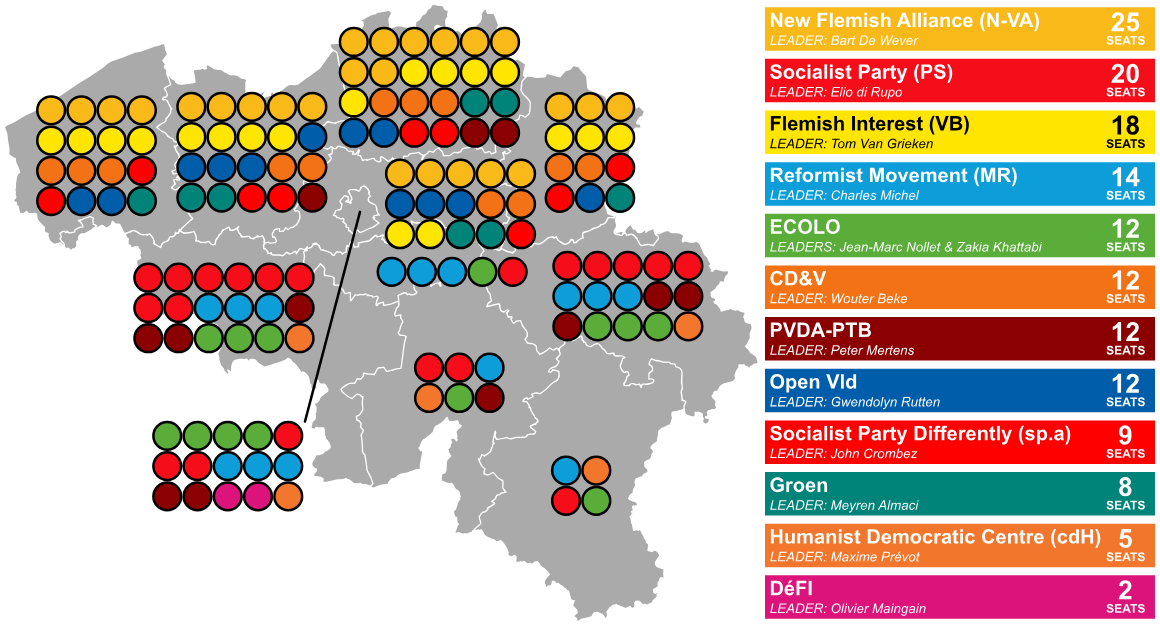 New Flemish Alliance (N-VA) 25
LEADER: Bart De Wever SEATS
Socialist Party (PS) 20
LEADER: Elio di Rupo SEATS
Flemish Interest (VB) 18
LEADER: Tom Van Grieken SEATS
Reformist Movement (MR) 14
LEADER: Charles Michel SEATS
ECOLO 12
LEADERS: Jean-Marc Nollet & Zakia Khattabi SEATS
CD&V 12
LEADER: Wouter Beke SEATS
PVDA-PTB 12
LEADER: Peter Mertens SEATS
Open Vld 12
LEADER: Gwendolyn Rutten SEATS
Socialist Party Differently (sp.a) 9
LEADER: John Crombez SEATS
Groen 8
LEADER: Meyren Almaci SEATS
Humanist Democratic Centre (cdH) 5
LEADER: Maxime Prévot SEATS
DéFI 2
LEADER: Olivier Maingain SEATS